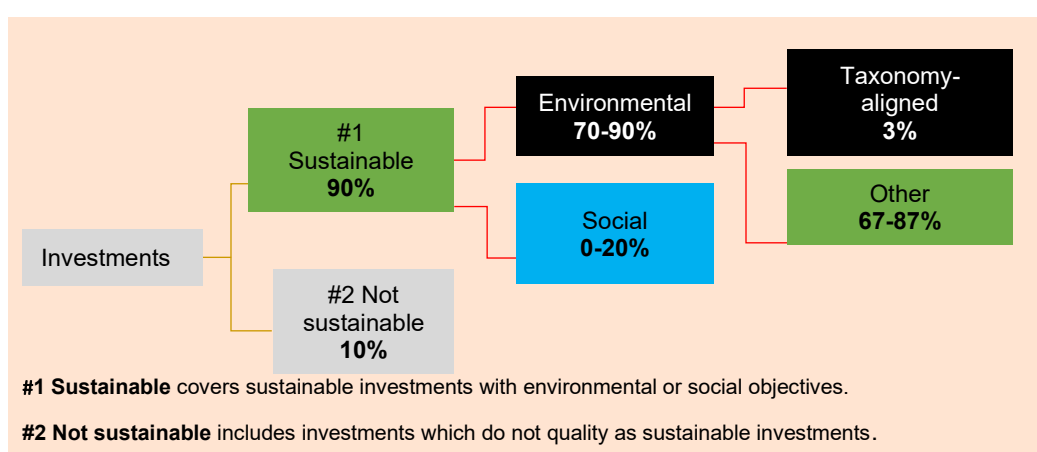 Investments
#1
Sustainable
90%
#2 Not
sustainable
10%
Environmental
70-90%
Social
0-20%
Taxonomy-
aligned
3%
Other
67-87%
#1 Sustainable covers sustainable investments with environmental or social objectives.
#2 Not sustainable includes investments which do not quality as sustainable investments.